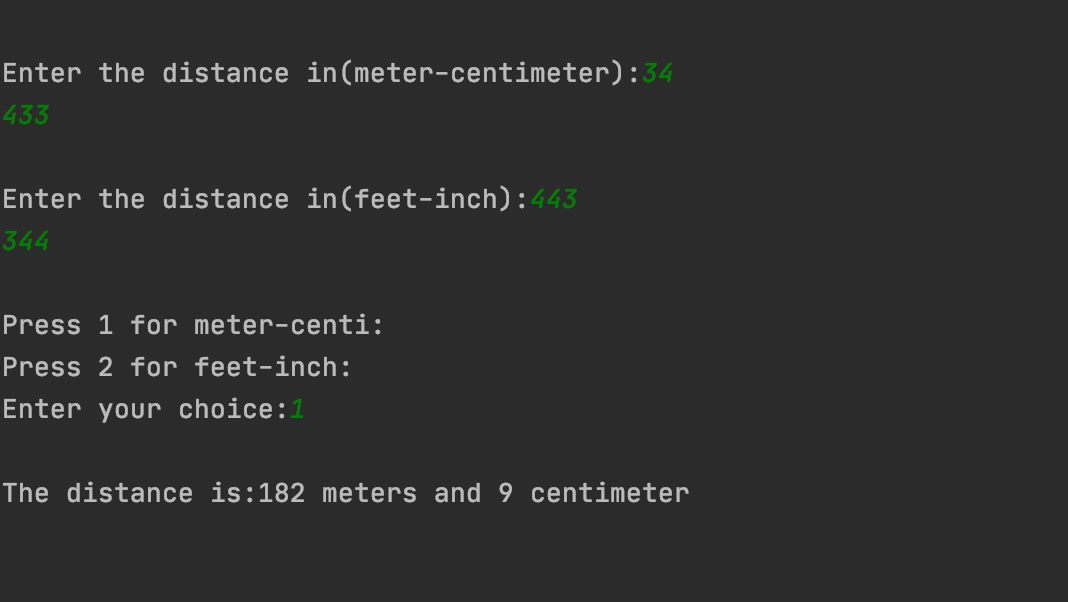 Enter the distance in(meter-centimeter):34
433
Enter the distance in(feet-inch):443
344
Press 1 for meter-centi:
Press 2 for feet-inch:
Enter your choice:1
The distance is:182 meters and 9 centimeter